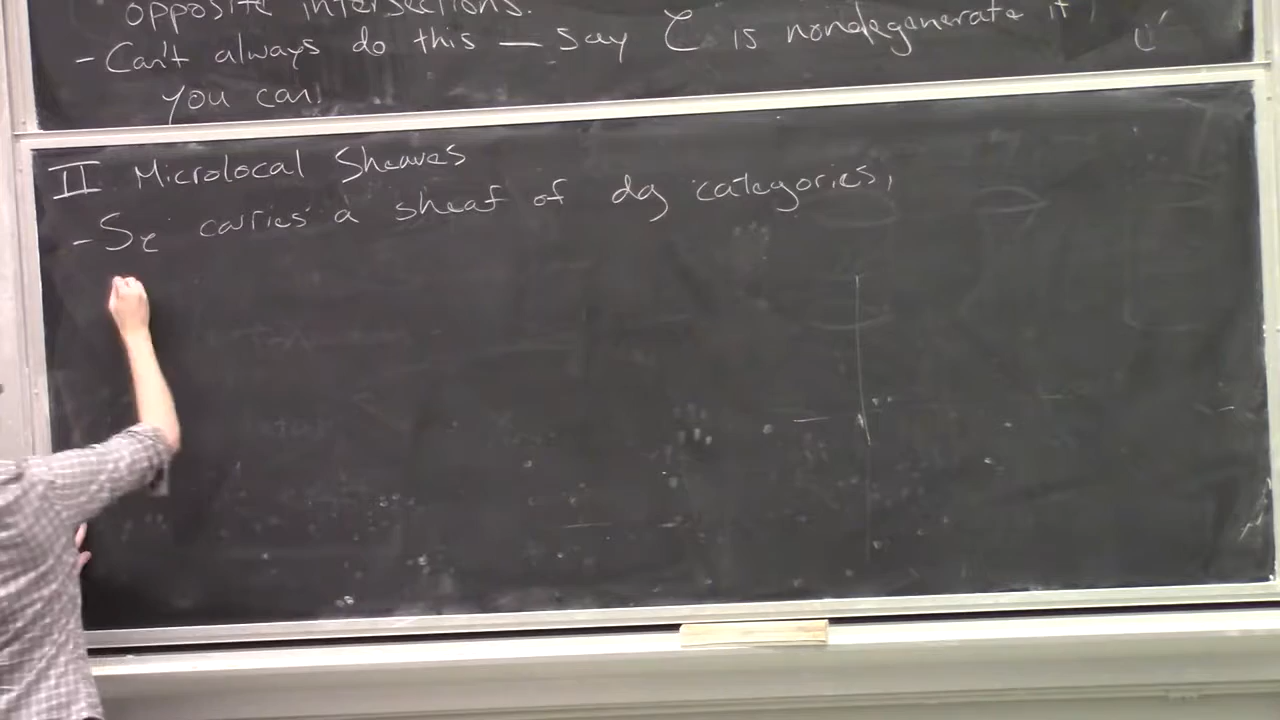 opposite intersections.
- Can't always do this — say C is nondegenerate if
you can
II Microlocal Sheaves
- S_C carries a sheaf of dg categories,